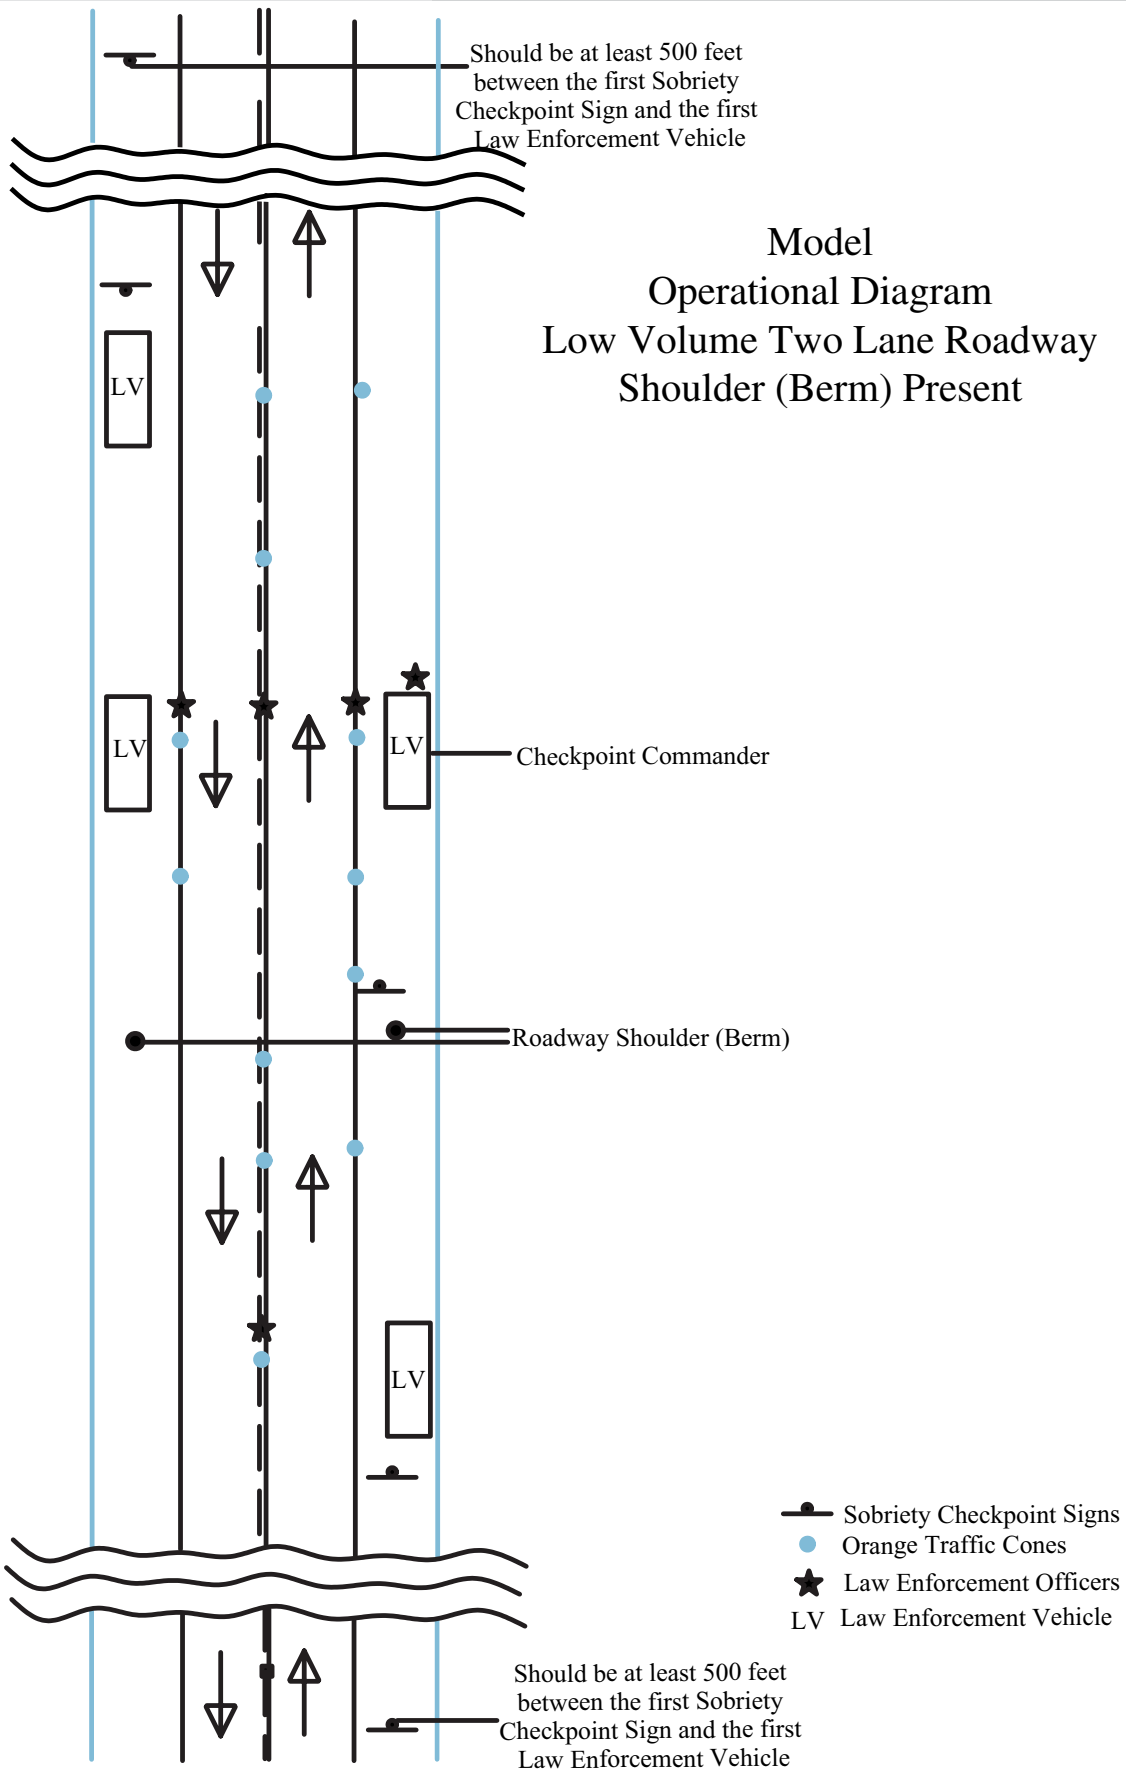 Should be at least 500 feet
between the first Sobriety
Checkpoint Sign and the first
Law Enforcement Vehicle
Model
Operational Diagram
Low Volume Two Lane Roadway
Shoulder (Berm) Present
LV
LV
LV
Checkpoint Commander
Roadway Shoulder (Berm)
LV
Sobriety Checkpoint Signs
Orange Traffic Cones
Law Enforcement Officers
LV Law Enforcement Vehicle
Should be at least 500 feet
between the first Sobriety
Checkpoint Sign and the first
Law Enforcement Vehicle